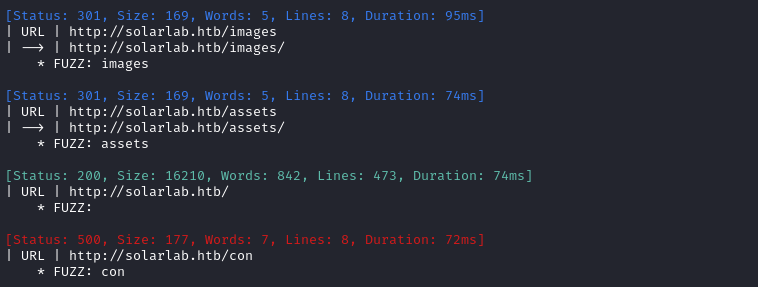 [Status: 301, Size: 169, Words: 5, Lines: 8, Duration: 95ms]
| URL | http://solarlab.htb/images
| --> | http://solarlab.htb/images/
    * FUZZ: images

[Status: 301, Size: 169, Words: 5, Lines: 8, Duration: 74ms]
| URL | http://solarlab.htb/assets
| --> | http://solarlab.htb/assets/
    * FUZZ: assets

[Status: 200, Size: 16210, Words: 842, Lines: 473, Duration: 74ms]
| URL | http://solarlab.htb/
    * FUZZ:

[Status: 500, Size: 177, Words: 7, Lines: 8, Duration: 72ms]
| URL | http://solarlab.htb/con
    * FUZZ: con